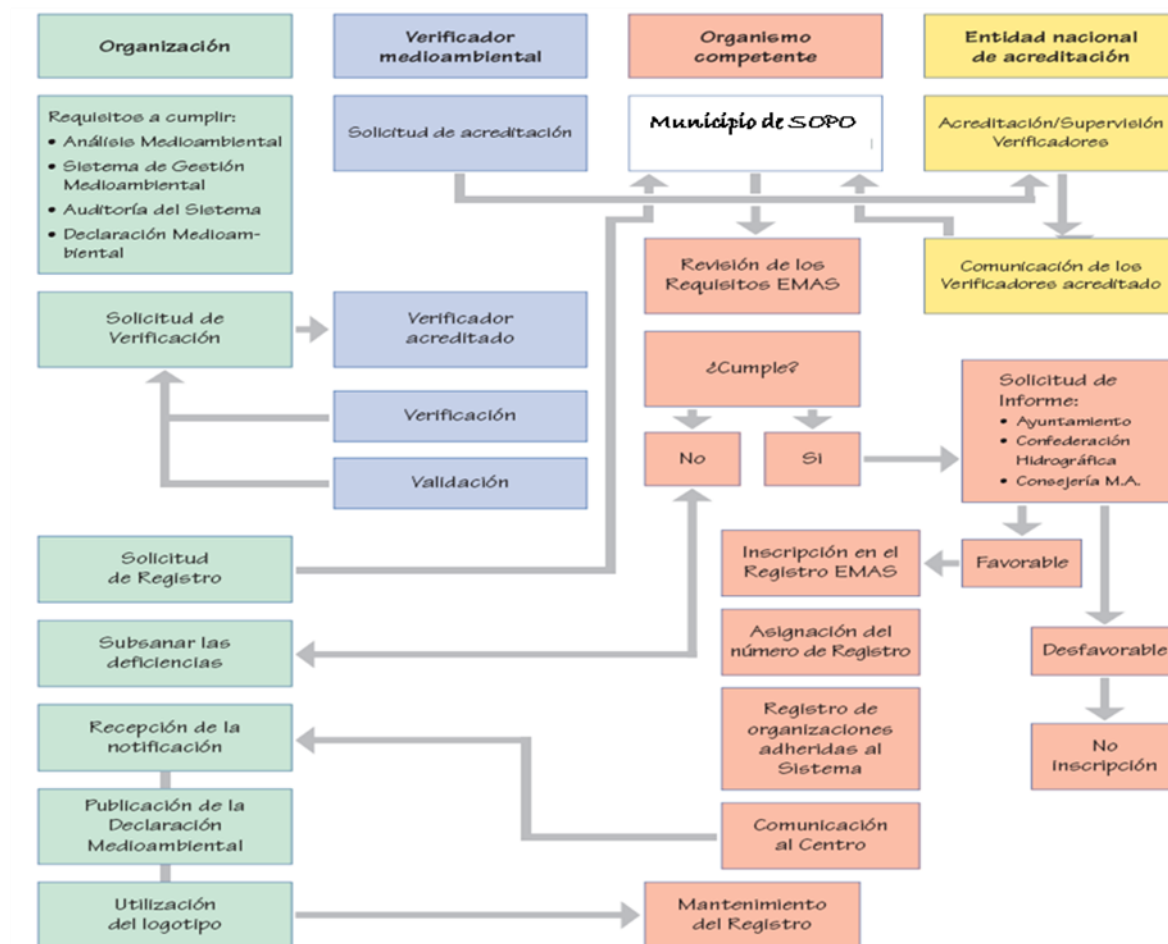 Organización
Verificador
medioambiental
Organismo
competente
Entidad nacional
de acreditación
Requisitos a cumplir:
• Análisis Medioambiental
• Sistema de Gestión
Medioambiental
• Auditoría del Sistema
• Declaración Medioam-
biental
Solicitud de acreditación
Municipio de SOPO
Acreditación/Supervisión
Verificadores
Revisión de los
Requisitos EMAS
Comunicación de los
Verificadores acreditado
Solicitud de
Verificación
Verificador
acreditado
¿Cumple?
Verificación
Validación
No
Si
Solicitud de
Informe:
• Ayuntamiento
• Confederación
Hidrográfica
• Consejería M.A.
Solicitud
de Registro
Inscripción en el
Registro EMAS
Favorable
Subsanar las
deficiencias
Asignación del
número de Registro
Desfavorable
Recepción de la
notificación
Registro de
organizaciones
adheridas al
Sistema
No
inscripción
Publicación de la
Declaración
Medioambiental
Comunicación
al Centro
Utilización
del logotipo
Mantenimiento
del Registro